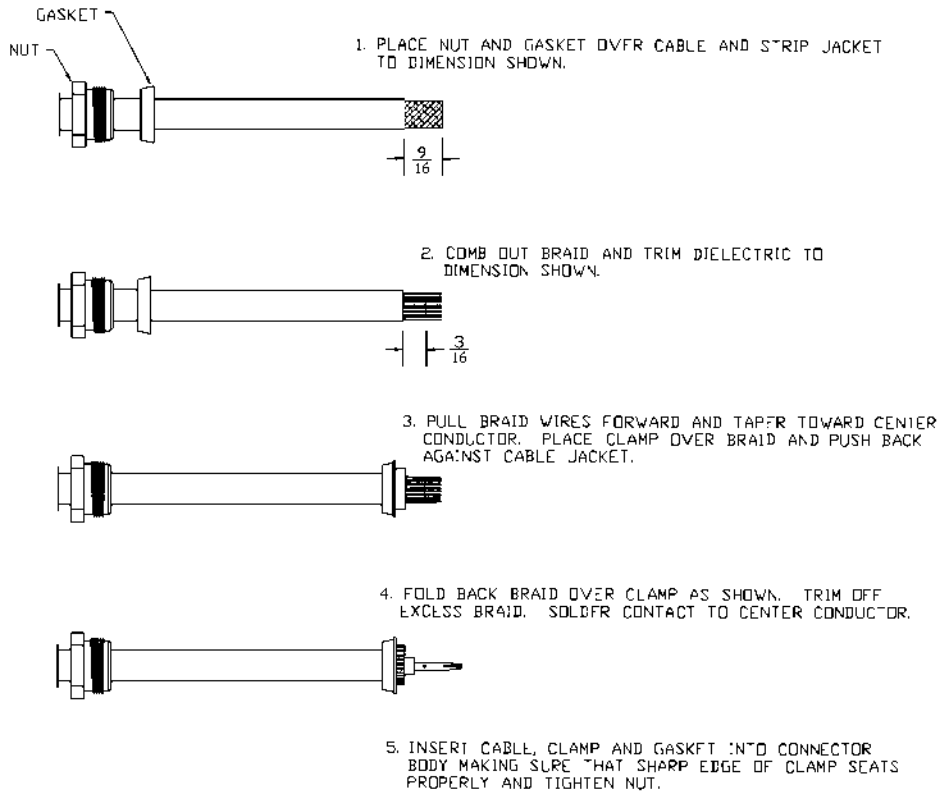 GASKET
NUT
1. PLACE NUT AND GASKET OVER CABLE AND STRIP JACKET
TO DIMENSION SHOWN.
9
16
2. COMB OUT BRAID AND TRIM DIELECTRIC TO
DIMENSION SHOWN.
3
16
3. PULL BRAID WIRES FORWARD AND TAPER TOWARD CENTER
CONDUCTOR. PLACE CLAMP OVER BRAID AND PUSH BACK
AGAINST CABLE JACKET.
4. FOLD BACK BRAID OVER CLAMP AS SHOWN. TRIM OFF
EXCESS BRAID. SOLDER CONTACT TO CENTER CONDUCTOR.
5. INSERT CABLE, CLAMP AND GASKET INTO CONNECTOR
BODY MAKING SURE THAT SHARP EDGE OF CLAMP SEATS
PROPERLY AND TIGHTEN NUT.